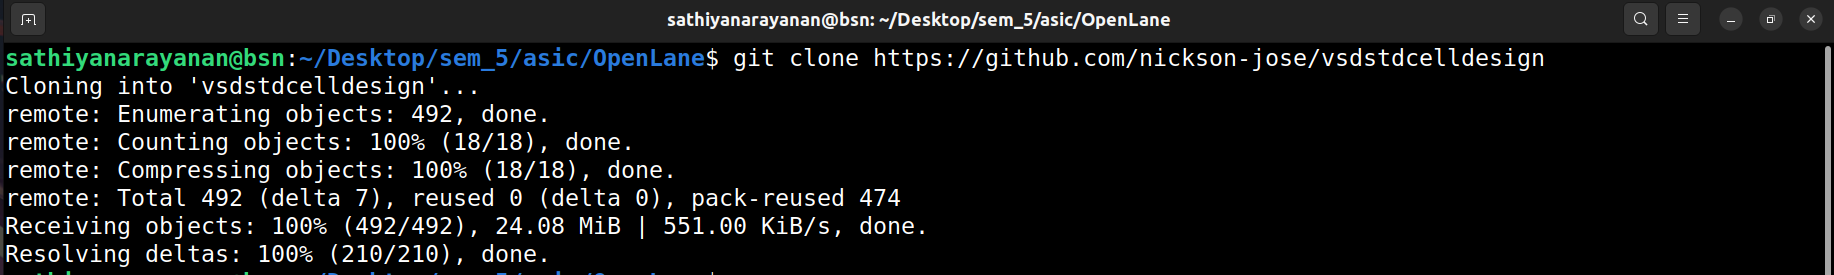 sathiyanarayanan@bsn: ~/Desktop/sem_5/asic/OpenLane
sathiyanarayanan@bsn:~/Desktop/sem_5/asic/OpenLane$ git clone https://github.com/nickson-jose/vsdstdcelldesign
Cloning into 'vsdstdcelldesign'...
remote: Enumerating objects: 492, done.
remote: Counting objects: 100% (18/18), done.
remote: Compressing objects: 100% (18/18), done.
remote: Total 492 (delta 7), reused 0 (delta 0), pack-reused 474
Receiving objects: 100% (492/492), 24.08 MiB | 551.00 KiB/s, done.
Resolving deltas: 100% (210/210), done.